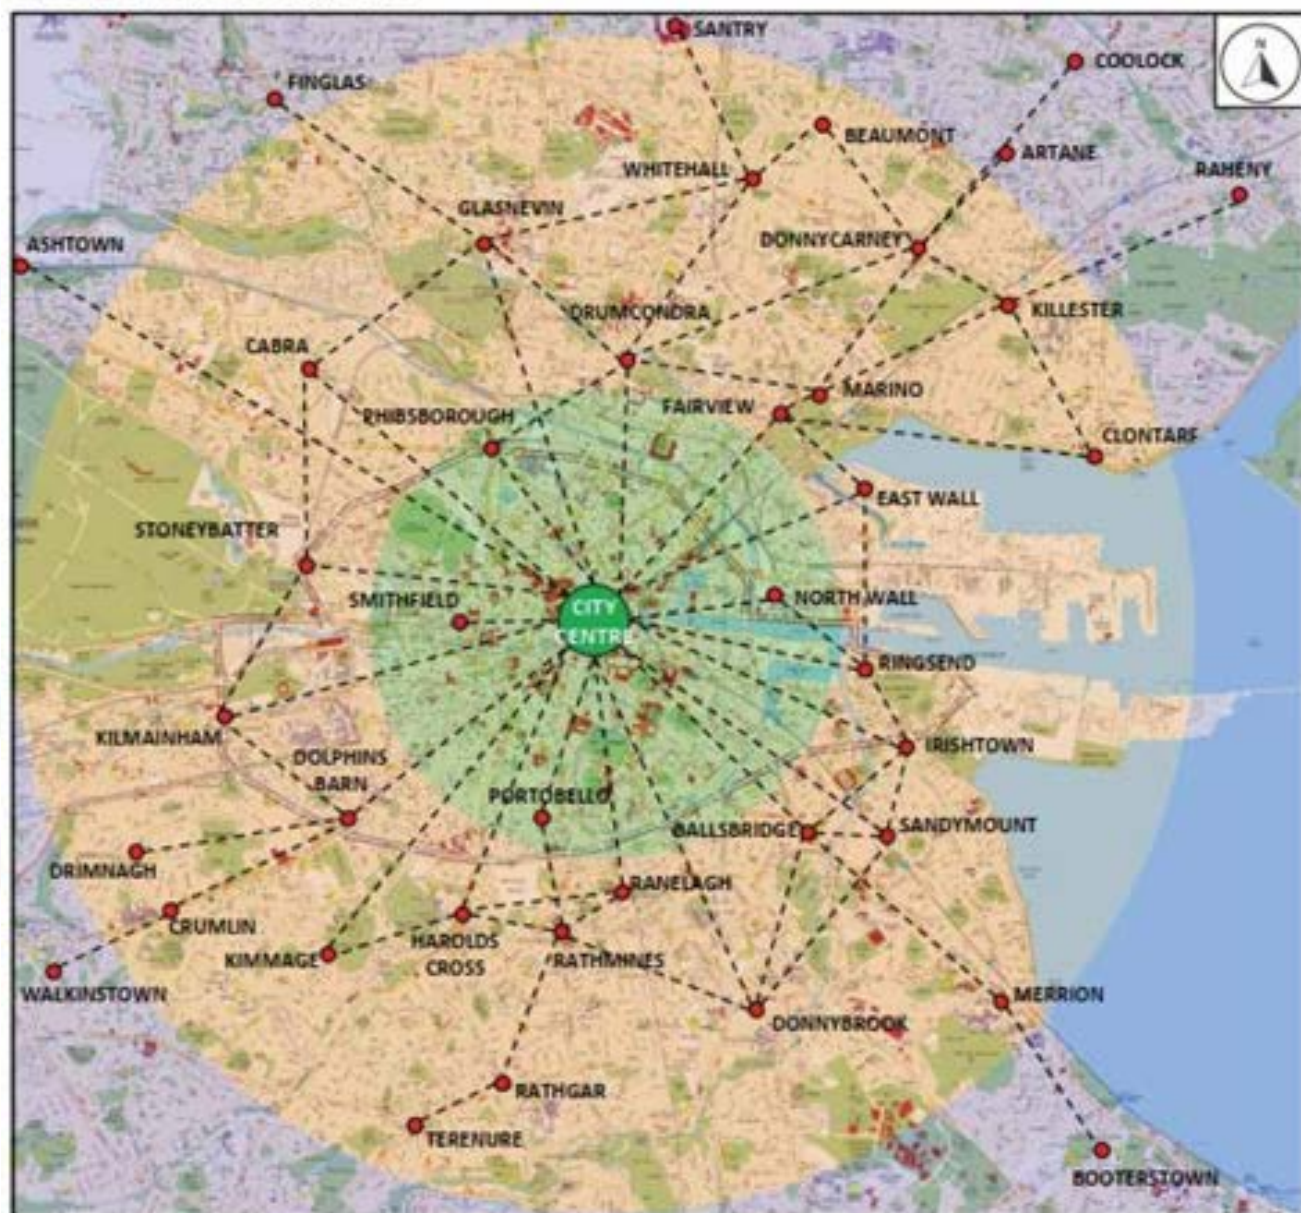 SANTRY
N
COOLOCK
FINGLAS
BEAUMONT
ARTANE
WHITEHALL
RAHENY
GLASNEVIN
ASHTOWN
DONNYCARNEY
DRUMCONDRA
KILLESTER
CABRA
MARINO
PHIBSBOROUGH
FAIRVIEW
CLONTARF
EAST WALL
STONEYBATTER
SMITHFIELD
NORTH WALL
CITY
CENTRE
RINGSEND
KILMAINHAM
IRISHTOWN
DOLPHINS
BARN
PORTOBELLO
BALLSBRIDGE
SANDYMOUNT
DRIMNAGH
RANELAGH
CRUMLIN
HAROLDS
CROSS
KIMMAGE
RATHMINES
WALKINSTOWN
MERRION
DONNYBROOK
RATHGAR
TERENURE
BOOTERSTOWN